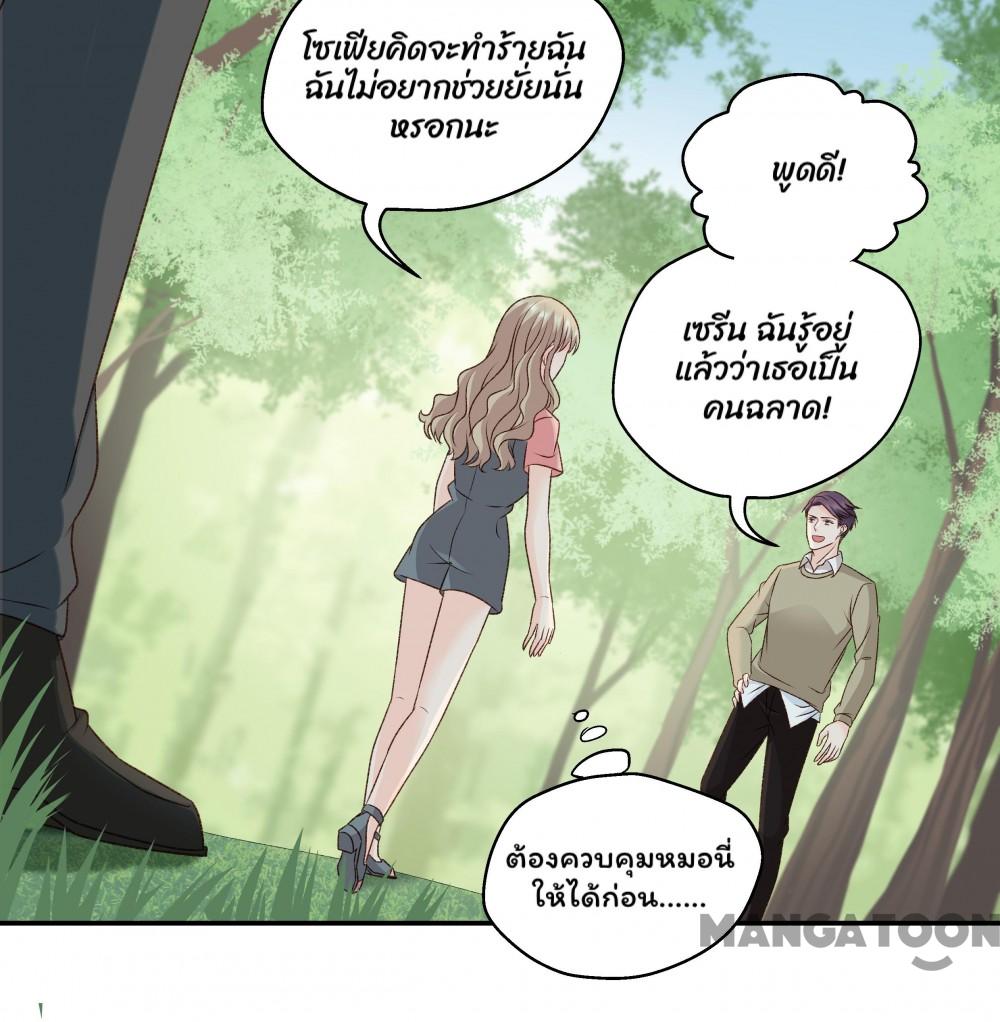 โซเฟียคิดจะทำร้ายฉัน
ฉันไม่อยากช่วยยัยนั่น
หรอกนะ
พูดดี!
เซรีน ฉันรู้อยู่
แล้วว่าเธอเป็น
คนฉลาด!
ต้องควบคุมหมอนี่
ให้ได้ก่อน......
MANGATOON